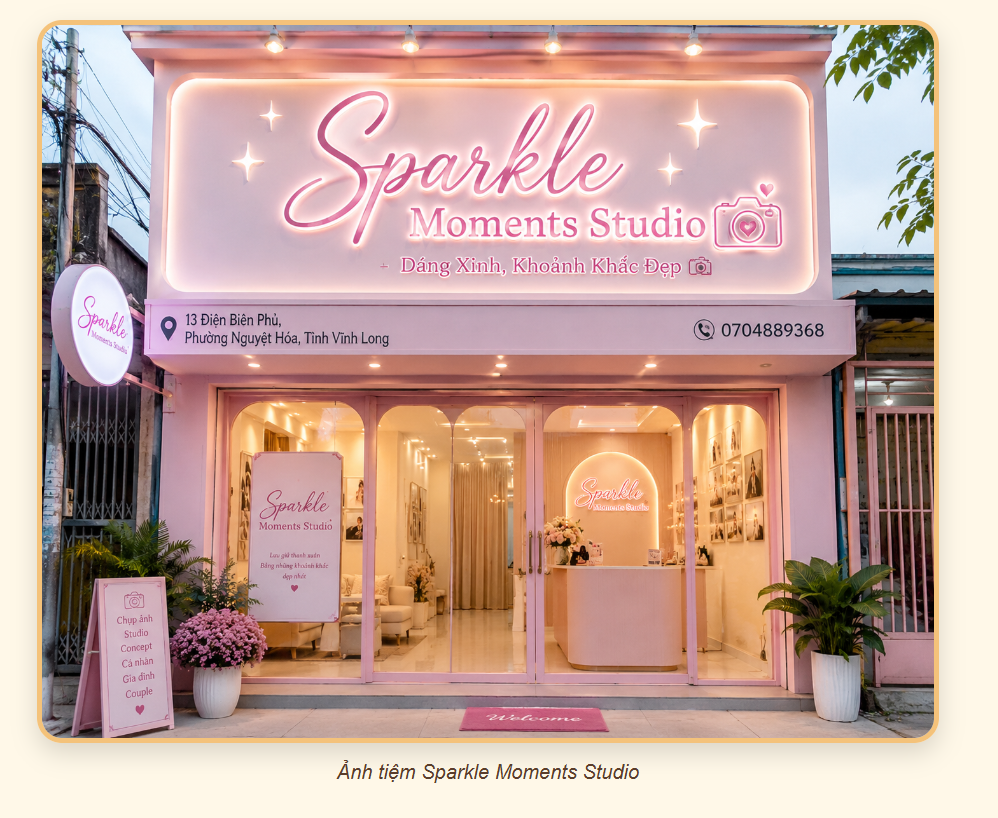 Sparkle
Moments Studio
Dáng Xinh, Khoảnh Khắc Đẹp
Sparkle
Moments Studio
13 Điện Biên Phủ,
Phường Nguyệt Hóa, Tỉnh Vĩnh Long
0704889368
Sparkle
Moments Studio
Sparkle
Moments Studio
Lưu giữ thanh xuân
Bằng những khoảnh khắc
đẹp nhất
Chụp ảnh
Studio
Concept
Cá nhân
Gia đình
Couple
Welcome
Ảnh tiệm Sparkle Moments Studio